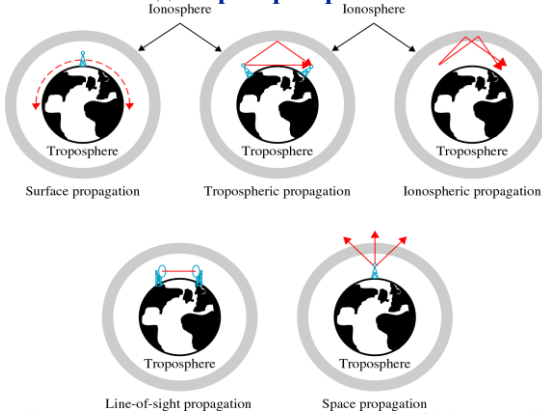 Ionosphere
Ionosphere
Troposphere
Troposphere
Troposphere
Surface propagation
Tropospheric propagation
Ionospheric propagation
Troposphere
Troposphere
Line-of-sight propagation
Space propagation